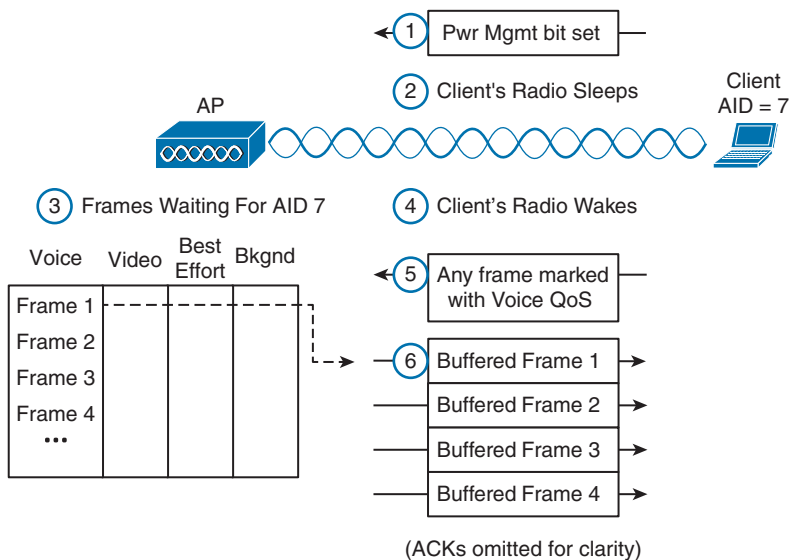 1 Pwr Mgmt bit set
2 Client's Radio Sleeps
AP
Client
AID = 7
3 Frames Waiting For AID 7
4 Client's Radio Wakes
Voice Video Best Effort Bkgnd
5 Any frame marked
with Voice QoS
Frame 1
Frame 2
Frame 3
Frame 4
•••
6 Buffered Frame 1
Buffered Frame 2
Buffered Frame 3
Buffered Frame 4
(ACKs omitted for clarity)